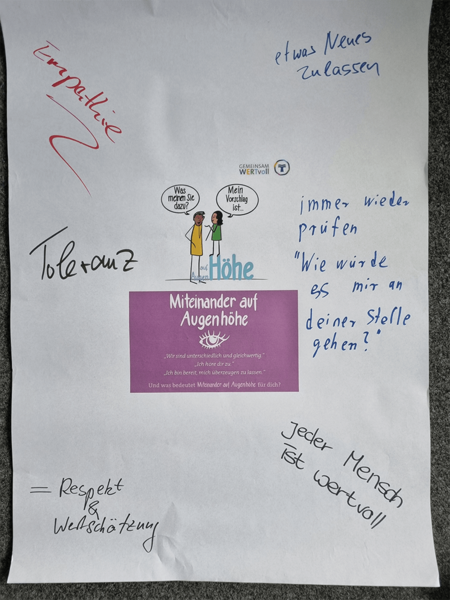 Empathie
etwas Neues
zulassen
GEMEINSAM
WERTvoll
Was
meinen Sie
dazu?
Mein
Vorschlag
ist...
Toleranz
immer wieder
prüfen
"Wie würde
es mir an
deiner Stelle
gehen?"
Höhe
Miteinander auf
Augenhöhe
„Wir sind unterschiedlich und gleichwertig.“
„Ich höre dir zu.“
„Ich bin bereit, mich überzeugen zu lassen.“
Und was bedeutet Miteinander auf Augenhöhe für dich?
Jeder Mensch
ist wertvoll
= Respekt
&
Wertschätzung